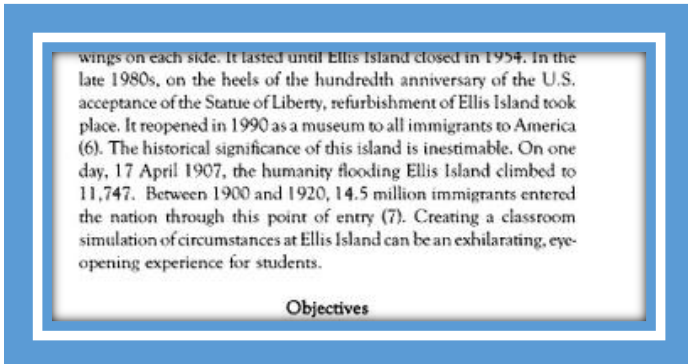 wings on each side. It lasted until Ellis Island closed in 1954. In the
late 1980s, on the heels of the hundredth anniversary of the U.S.
acceptance of the Statue of Liberty, refurbishment of Ellis Island took
place. It reopened in 1990 as a museum to all immigrants to America
(6). The historical significance of this island is inestimable. On one
day, 17 April 1907, the humanity flooding Ellis Island climbed to
11,747. Between 1900 and 1920, 14.5 million immigrants entered
the nation through this point of entry (7). Creating a classroom
simulation of circumstances at Ellis Island can be an exhilarating, eye-
opening experience for students.
Objectives